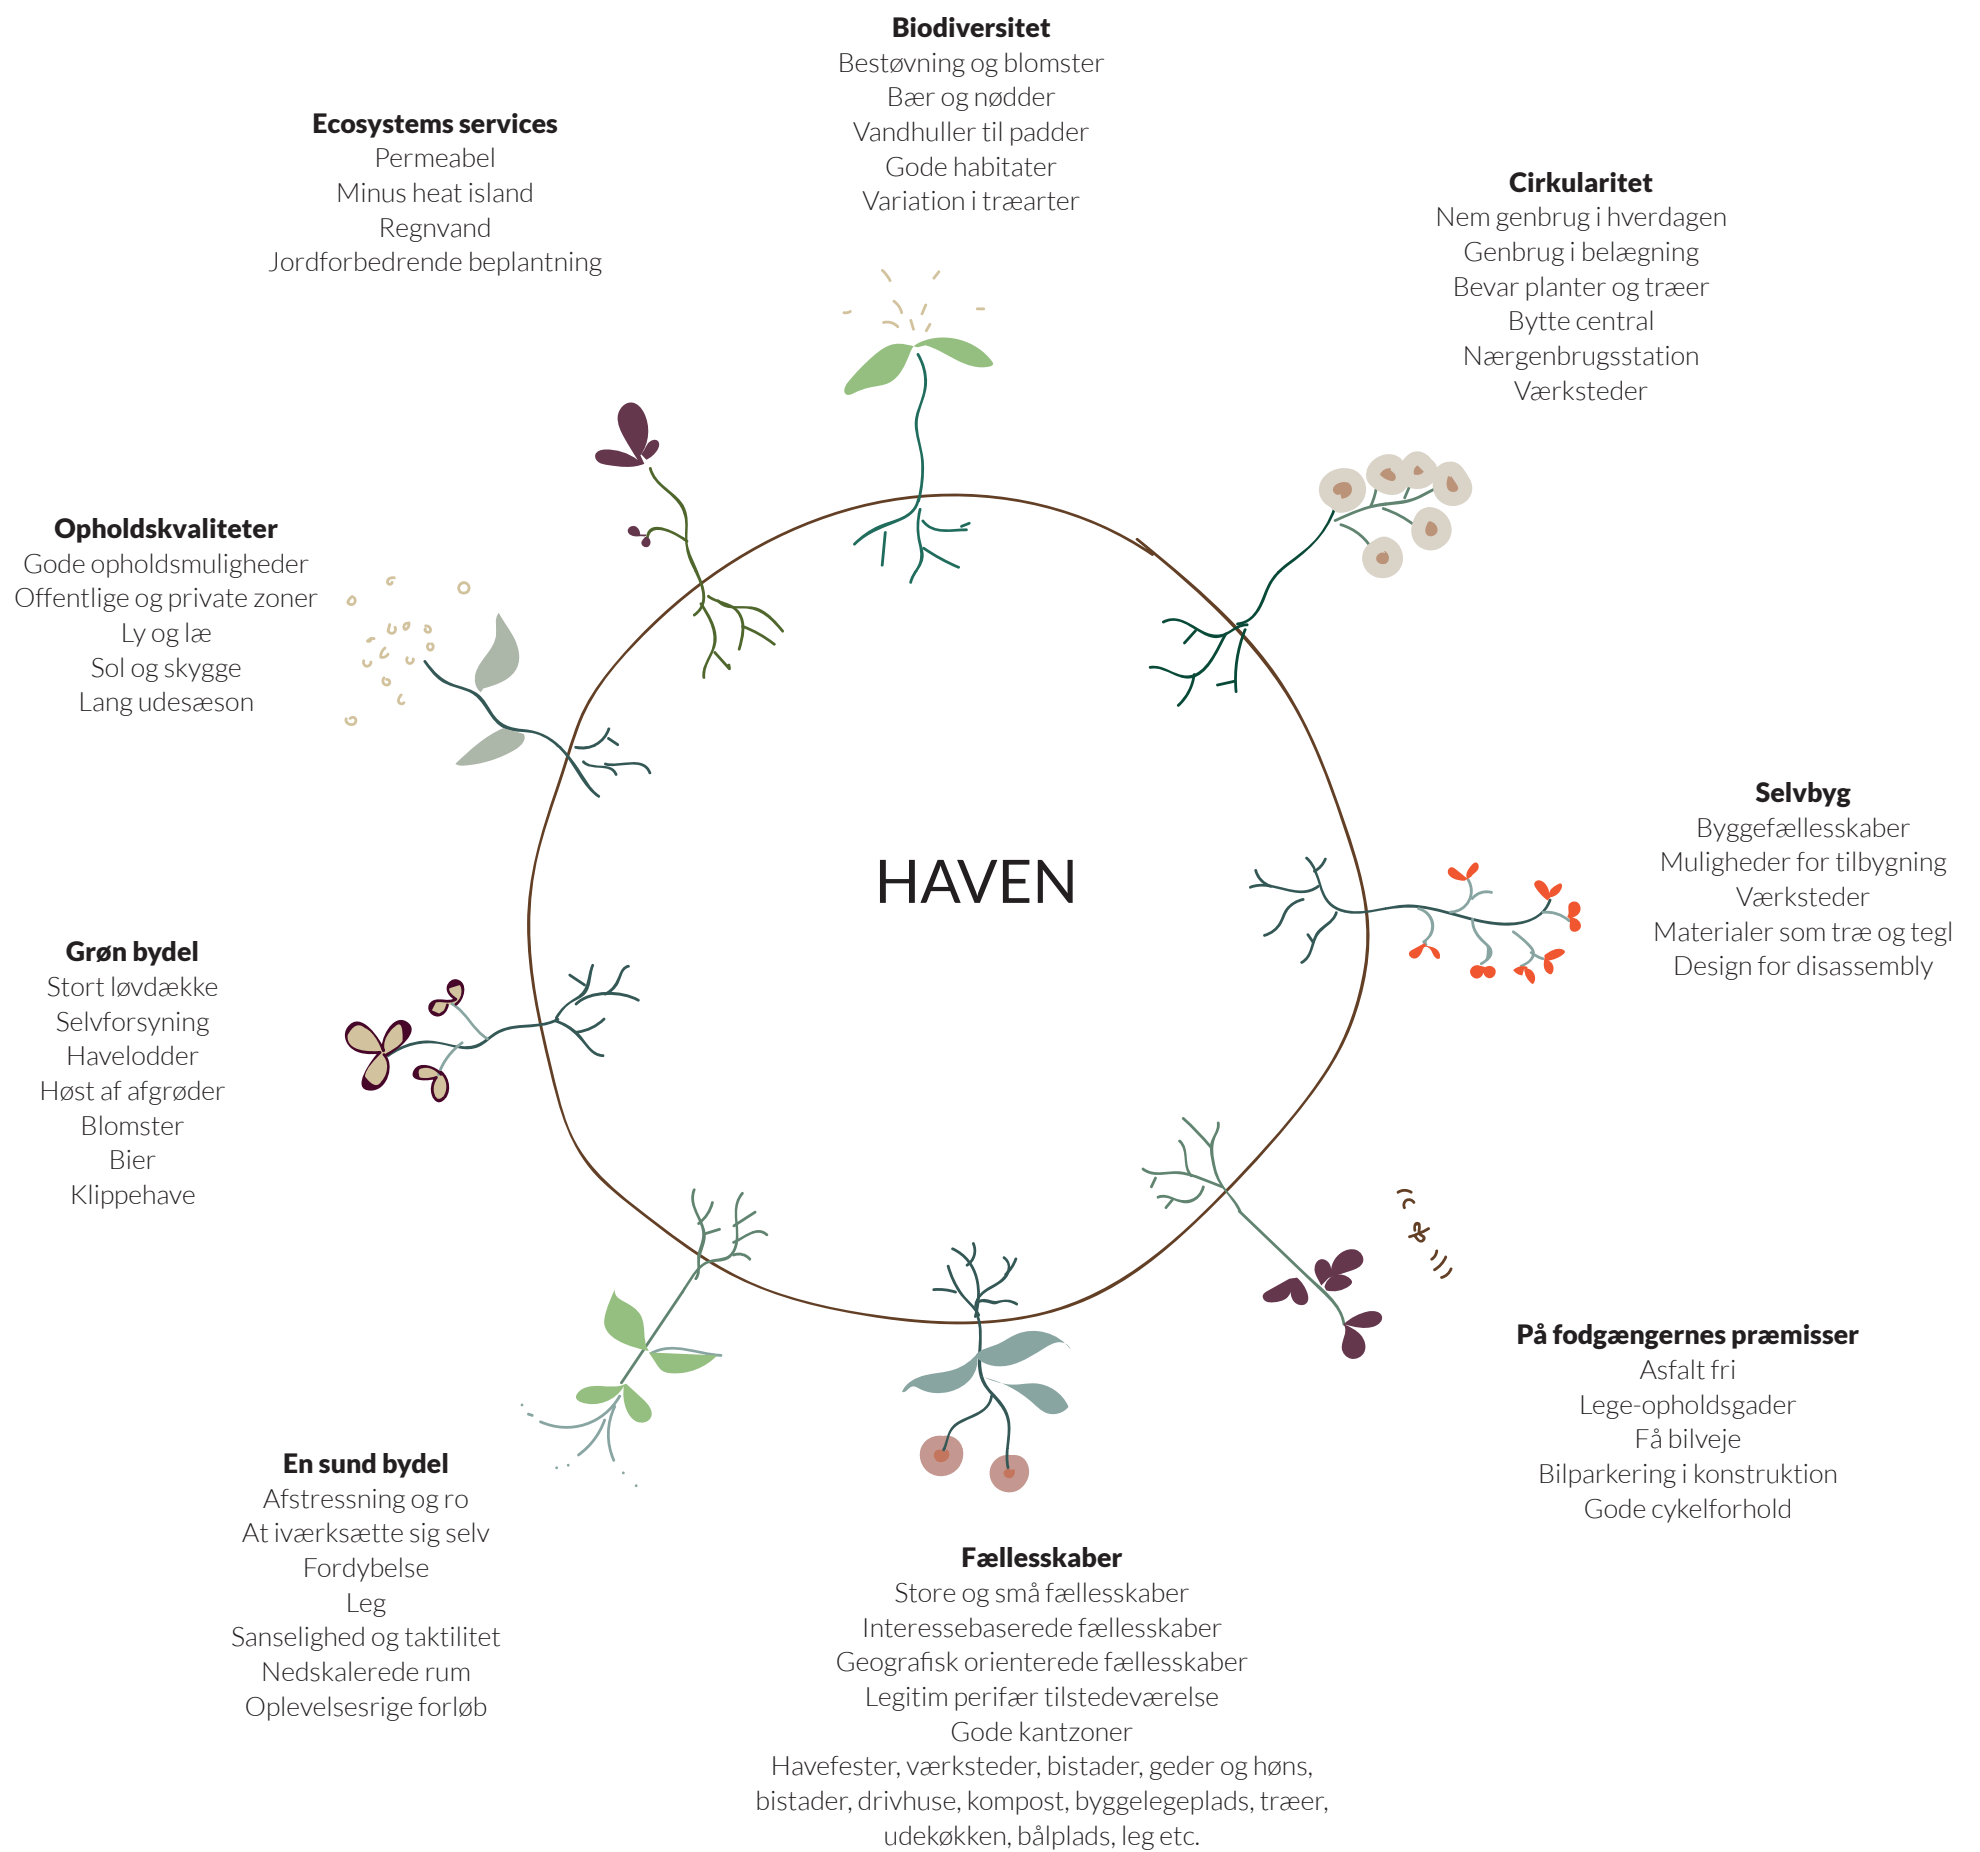 Biodiversitet
Bestøvning og blomster
Bær og nødder
Vandhuller til padder
Gode habitater
Variation i træarter
Ecosystems services
Permeabel
Minus heat island
Regnvand
Jordforbedrende beplantning
Cirkularitet
Nem genbrug i hverdagen
Genbrug i belægning
Bevar planter og træer
Bytte central
Nærgenbrugsstation
Værksteder
Opholdskvaliteter
Gode opholdsmuligheder
Offentlige og private zoner
Ly og læ
Sol og skygge
Lang udesæson
Selvbyg
Byggefællesskaber
Muligheder for tilbygning
Værksteder
Materialer som træ og tegl
Design for disassembly
HAVEN
Grøn bydel
Stort løvdække
Selvforsyning
Havelodder
Høst af afgrøder
Blomster
Bier
Klippehave
På fodgængernes præmisser
Asfalt fri
Lege-opholdsgader
Få bilveje
Bilparkering i konstruktion
Gode cykelforhold
En sund bydel
Afstressning og ro
At iværksætte sig selv
Fordybelse
Leg
Sanselighed og taktilitet
Nedskalerede rum
Oplevelsesrige forløb
Fællesskaber
Store og små fællesskaber
Interessebaserede fællesskaber
Geografisk orienterede fællesskaber
Legitim perifær tilstedeværelse
Gode kantzoner
Havefester, værksteder, bistader, geder og høns,
bistader, drivhuse, kompost, byggelegeplads, træer,
udekøkken, bålplads, leg etc.